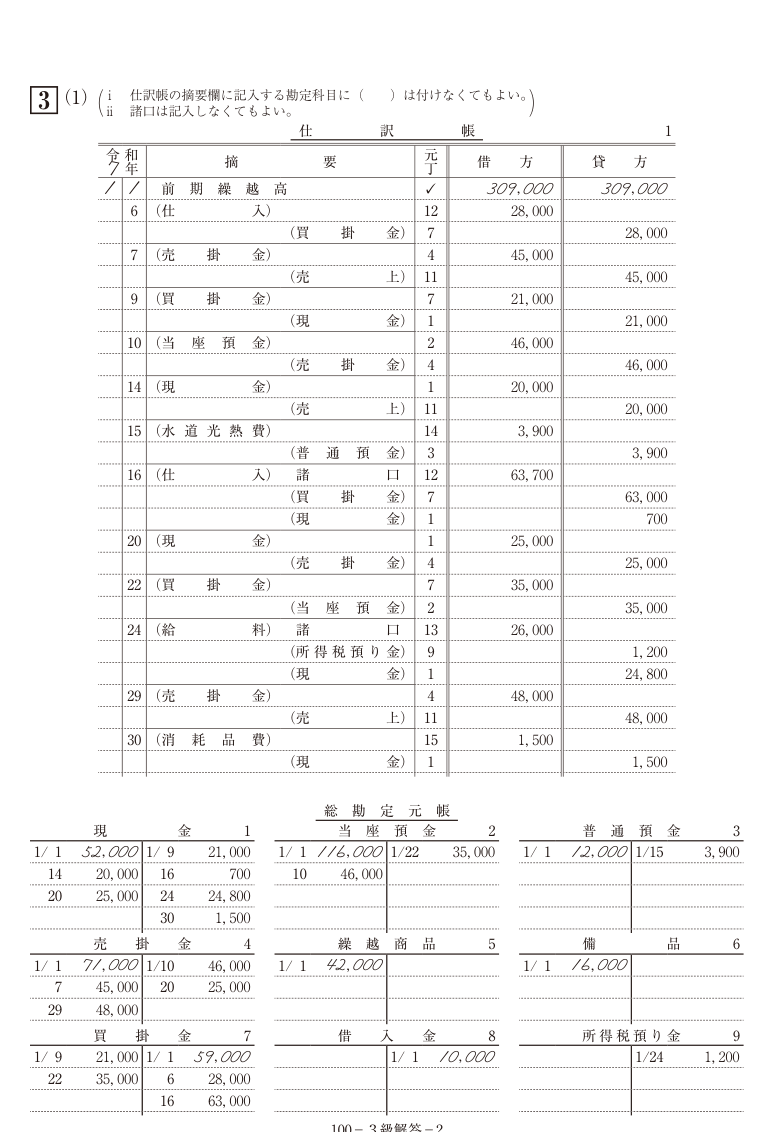 3 (1) ( i 仕訳帳の摘要欄に記入する勘定科目に（　　）は付けなくてもよい。
ii 諸口は記入しなくてもよい。)
仕 訳 帳 1
令和7年 摘 要 元丁 借 方 貸 方
1 1 前期繰越高 ✓ 309,000 309,000
6 (仕 入) 12 28,000
(買 掛 金) 7 28,000
7 (売 掛 金) 4 45,000
(売 上) 11 45,000
9 (買 掛 金) 7 21,000
(現 金) 1 21,000
10 (当 座 預 金) 2 46,000
(売 掛 金) 4 46,000
14 (現 金) 1 20,000
(売 上) 11 20,000
15 (水道光熱費) 14 3,900
(普 通 預 金) 3 3,900
16 (仕 入) 諸 口 12 63,700
(買 掛 金) 7 63,000
(現 金) 1 700
20 (現 金) 1 25,000
(売 掛 金) 4 25,000
22 (買 掛 金) 7 35,000
(当 座 預 金) 2 35,000
24 (給 料) 諸 口 13 26,000
(所得税預り金) 9 1,200
(現 金) 1 24,800
29 (売 掛 金) 4 48,000
(売 上) 11 48,000
30 (消 耗 品 費) 15 1,500
(現 金) 1 1,500
総 勘 定 元 帳
現 金 1 当 座 預 金 2 普 通 預 金 3
1/ 1 52,000 1/ 9 21,000 1/ 1 116,000 1/22 35,000 1/ 1 12,000 1/15 3,900
14 20,000 16 700 10 46,000
20 25,000 24 24,800
30 1,500
売 掛 金 4 繰 越 商 品 5 備 品 6
1/ 1 71,000 1/10 46,000 1/ 1 42,000 1/ 1 16,000
7 45,000 20 25,000
29 48,000
買 掛 金 7 借 入 金 8 所得税預り金 9
1/ 9 21,000 1/ 1 59,000 1/ 1 10,000 1/24 1,200
22 35,000 6 28,000
16 63,000
100－3級解答－2